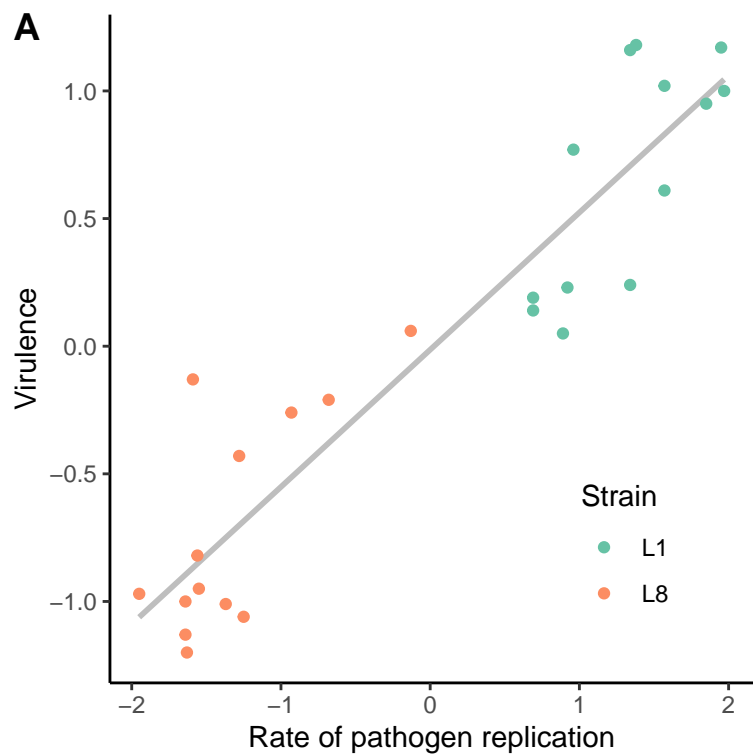 A
1.0
0.5
0.0
−0.5
−1.0
Virulence
−2
−1
0
1
2
Rate of pathogen replication
Strain
L1
L8